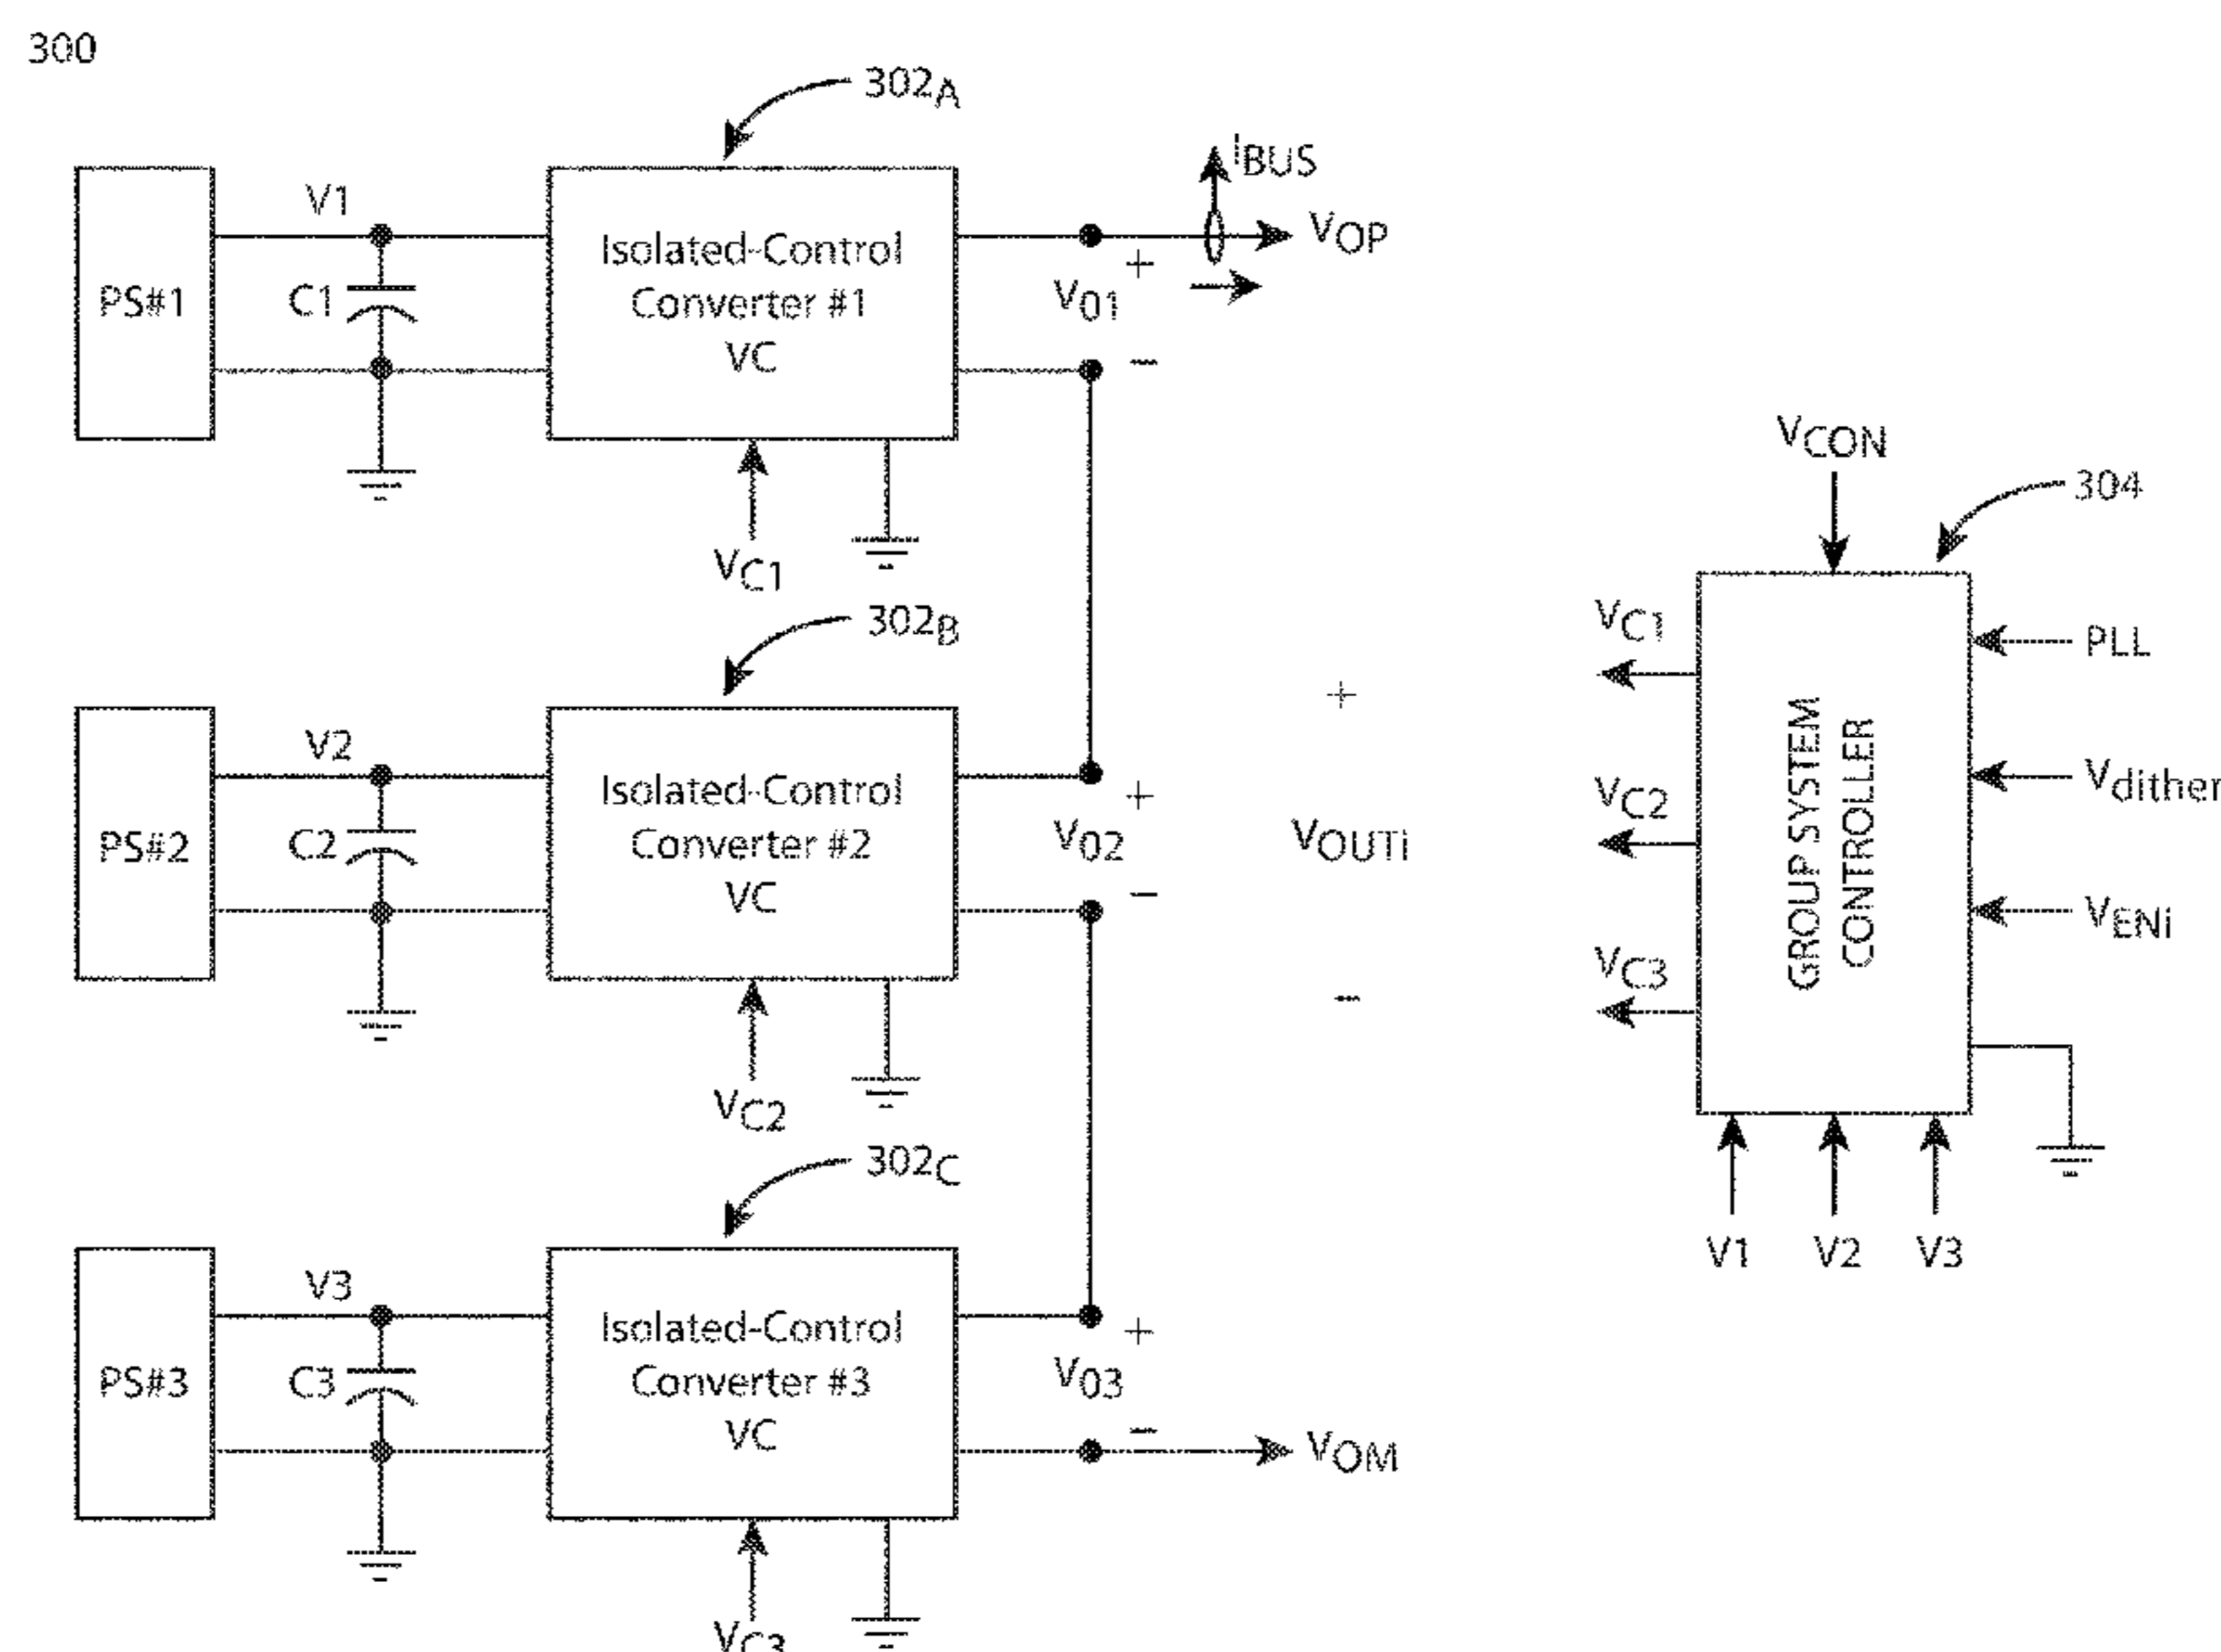 300
302A
IBUS
VOP
V1
PS#1
C1
Isolated-Control
Converter #1
VC
+
V01
−
VC1
302B
V2
PS#2
C2
Isolated-Control
Converter #2
VC
+
V02
−
VC2
+
VOUTi
−
302C
V3
PS#3
C3
Isolated-Control
Converter #3
VC
+
V03
−
VOM
VC3
VCON
304
VC1
VC2
VC3
GROUP SYSTEM
CONTROLLER
PLL
Vdither
VENi
V1
V2
V3